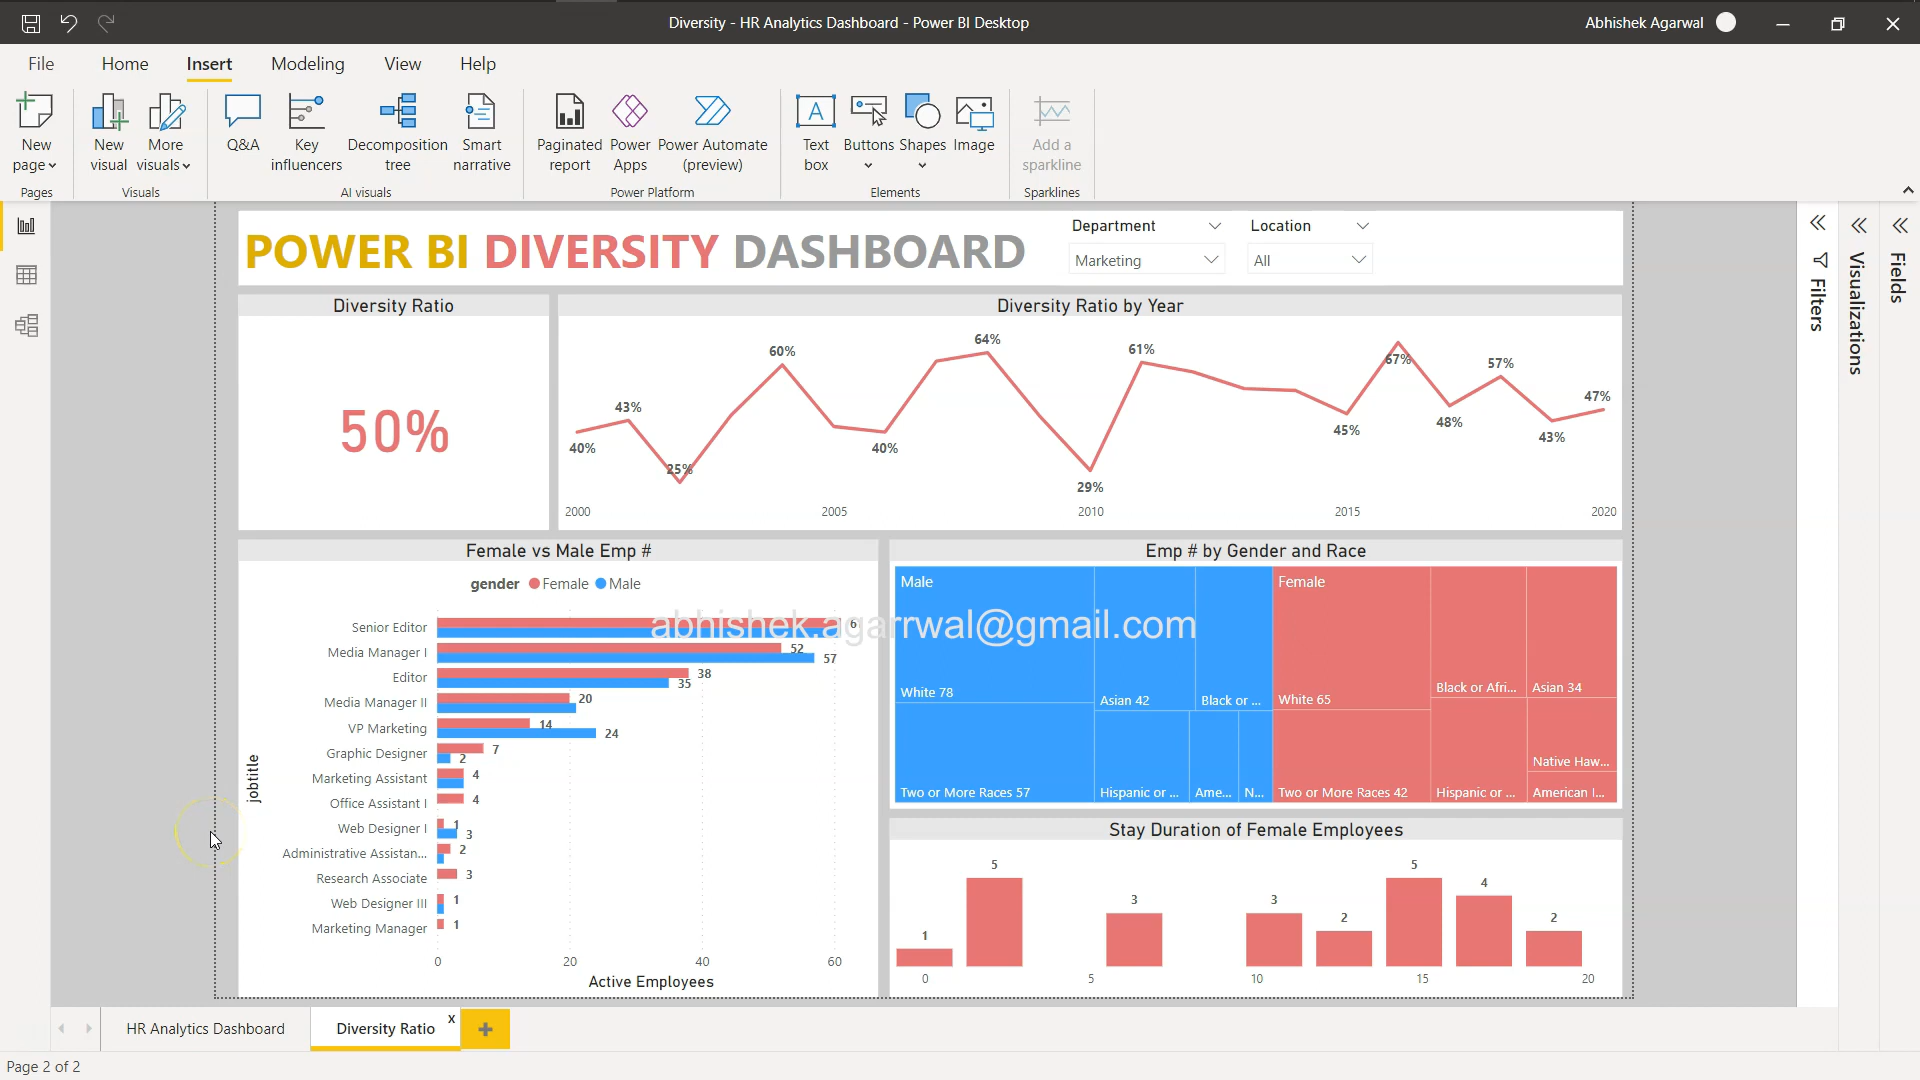 Diversity - HR Analytics Dashboard - Power BI Desktop
Abhishek Agarwal
File Home Insert Modeling View Help
New page
New visual
More visuals
Q&A
Key influencers
Decomposition tree
Smart narrative
Paginated report
Power Apps
Power Automate (preview)
Text box
Buttons
Shapes
Image
Add a sparkline
Pages Visuals AI visuals Power Platform Elements Sparklines
POWER BI DIVERSITY DASHBOARD
Department
Marketing
Location
All
Filters
Visualizations
Fields
Diversity Ratio
50%
Diversity Ratio by Year
40% 43% 25% 60% 40% 64% 29% 61% 45% 67% 48% 57% 43% 47%
2000 2005 2010 2015 2020
Female vs Male Emp #
gender Female Male
jobtitle
Senior Editor 6
Media Manager I 52 57
Editor 38 35
Media Manager II 20
VP Marketing 14 24
Graphic Designer 7 2
Marketing Assistant 4
Office Assistant I 4
Web Designer I 1 3
Administrative Assistan... 2
Research Associate 3
Web Designer III 1
Marketing Manager 1
0 20 40 60
Active Employees
Emp # by Gender and Race
Male
White 78
Two or More Races 57
Asian 42
Black or ...
Hispanic or ...
Ame...
N...
Female
White 65
Two or More Races 42
Black or Afri...
Hispanic or ...
Asian 34
Native Haw...
American I...
abhishek.agarrwal@gmail.com
Stay Duration of Female Employees
1 5 3 3 2 5 4 2
0 5 10 15 20
HR Analytics Dashboard
Diversity Ratio x
Page 2 of 2